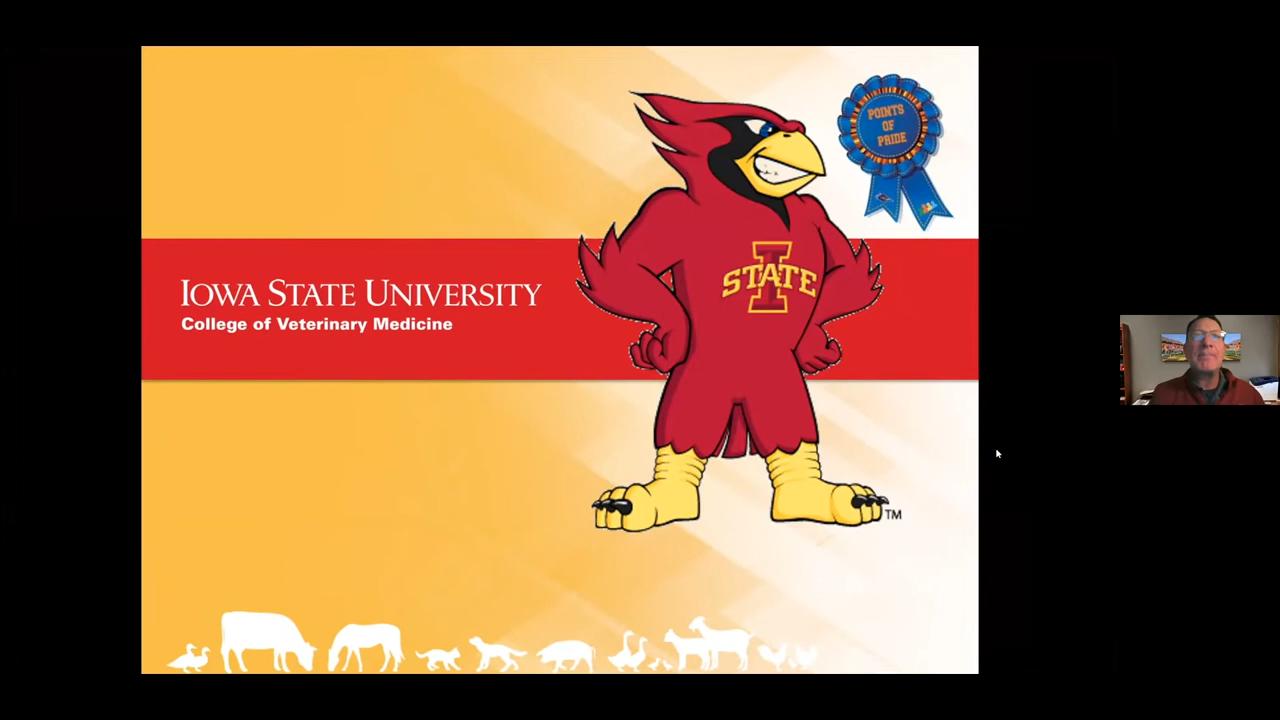 POINTS
OF
PRIDE
IOWA STATE UNIVERSITY
College of Veterinary Medicine
I
STATE
TM